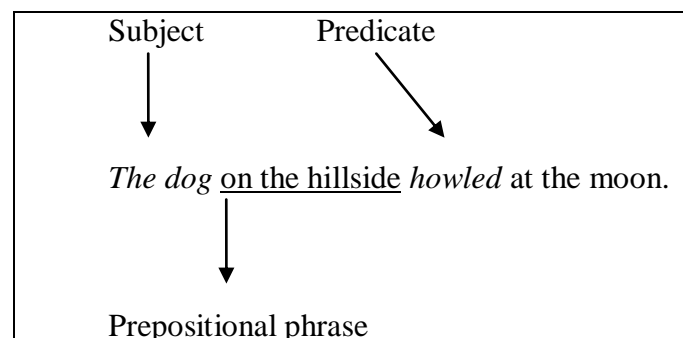 Subject Predicate
The dog on the hillside howled at the moon.
Prepositional phrase